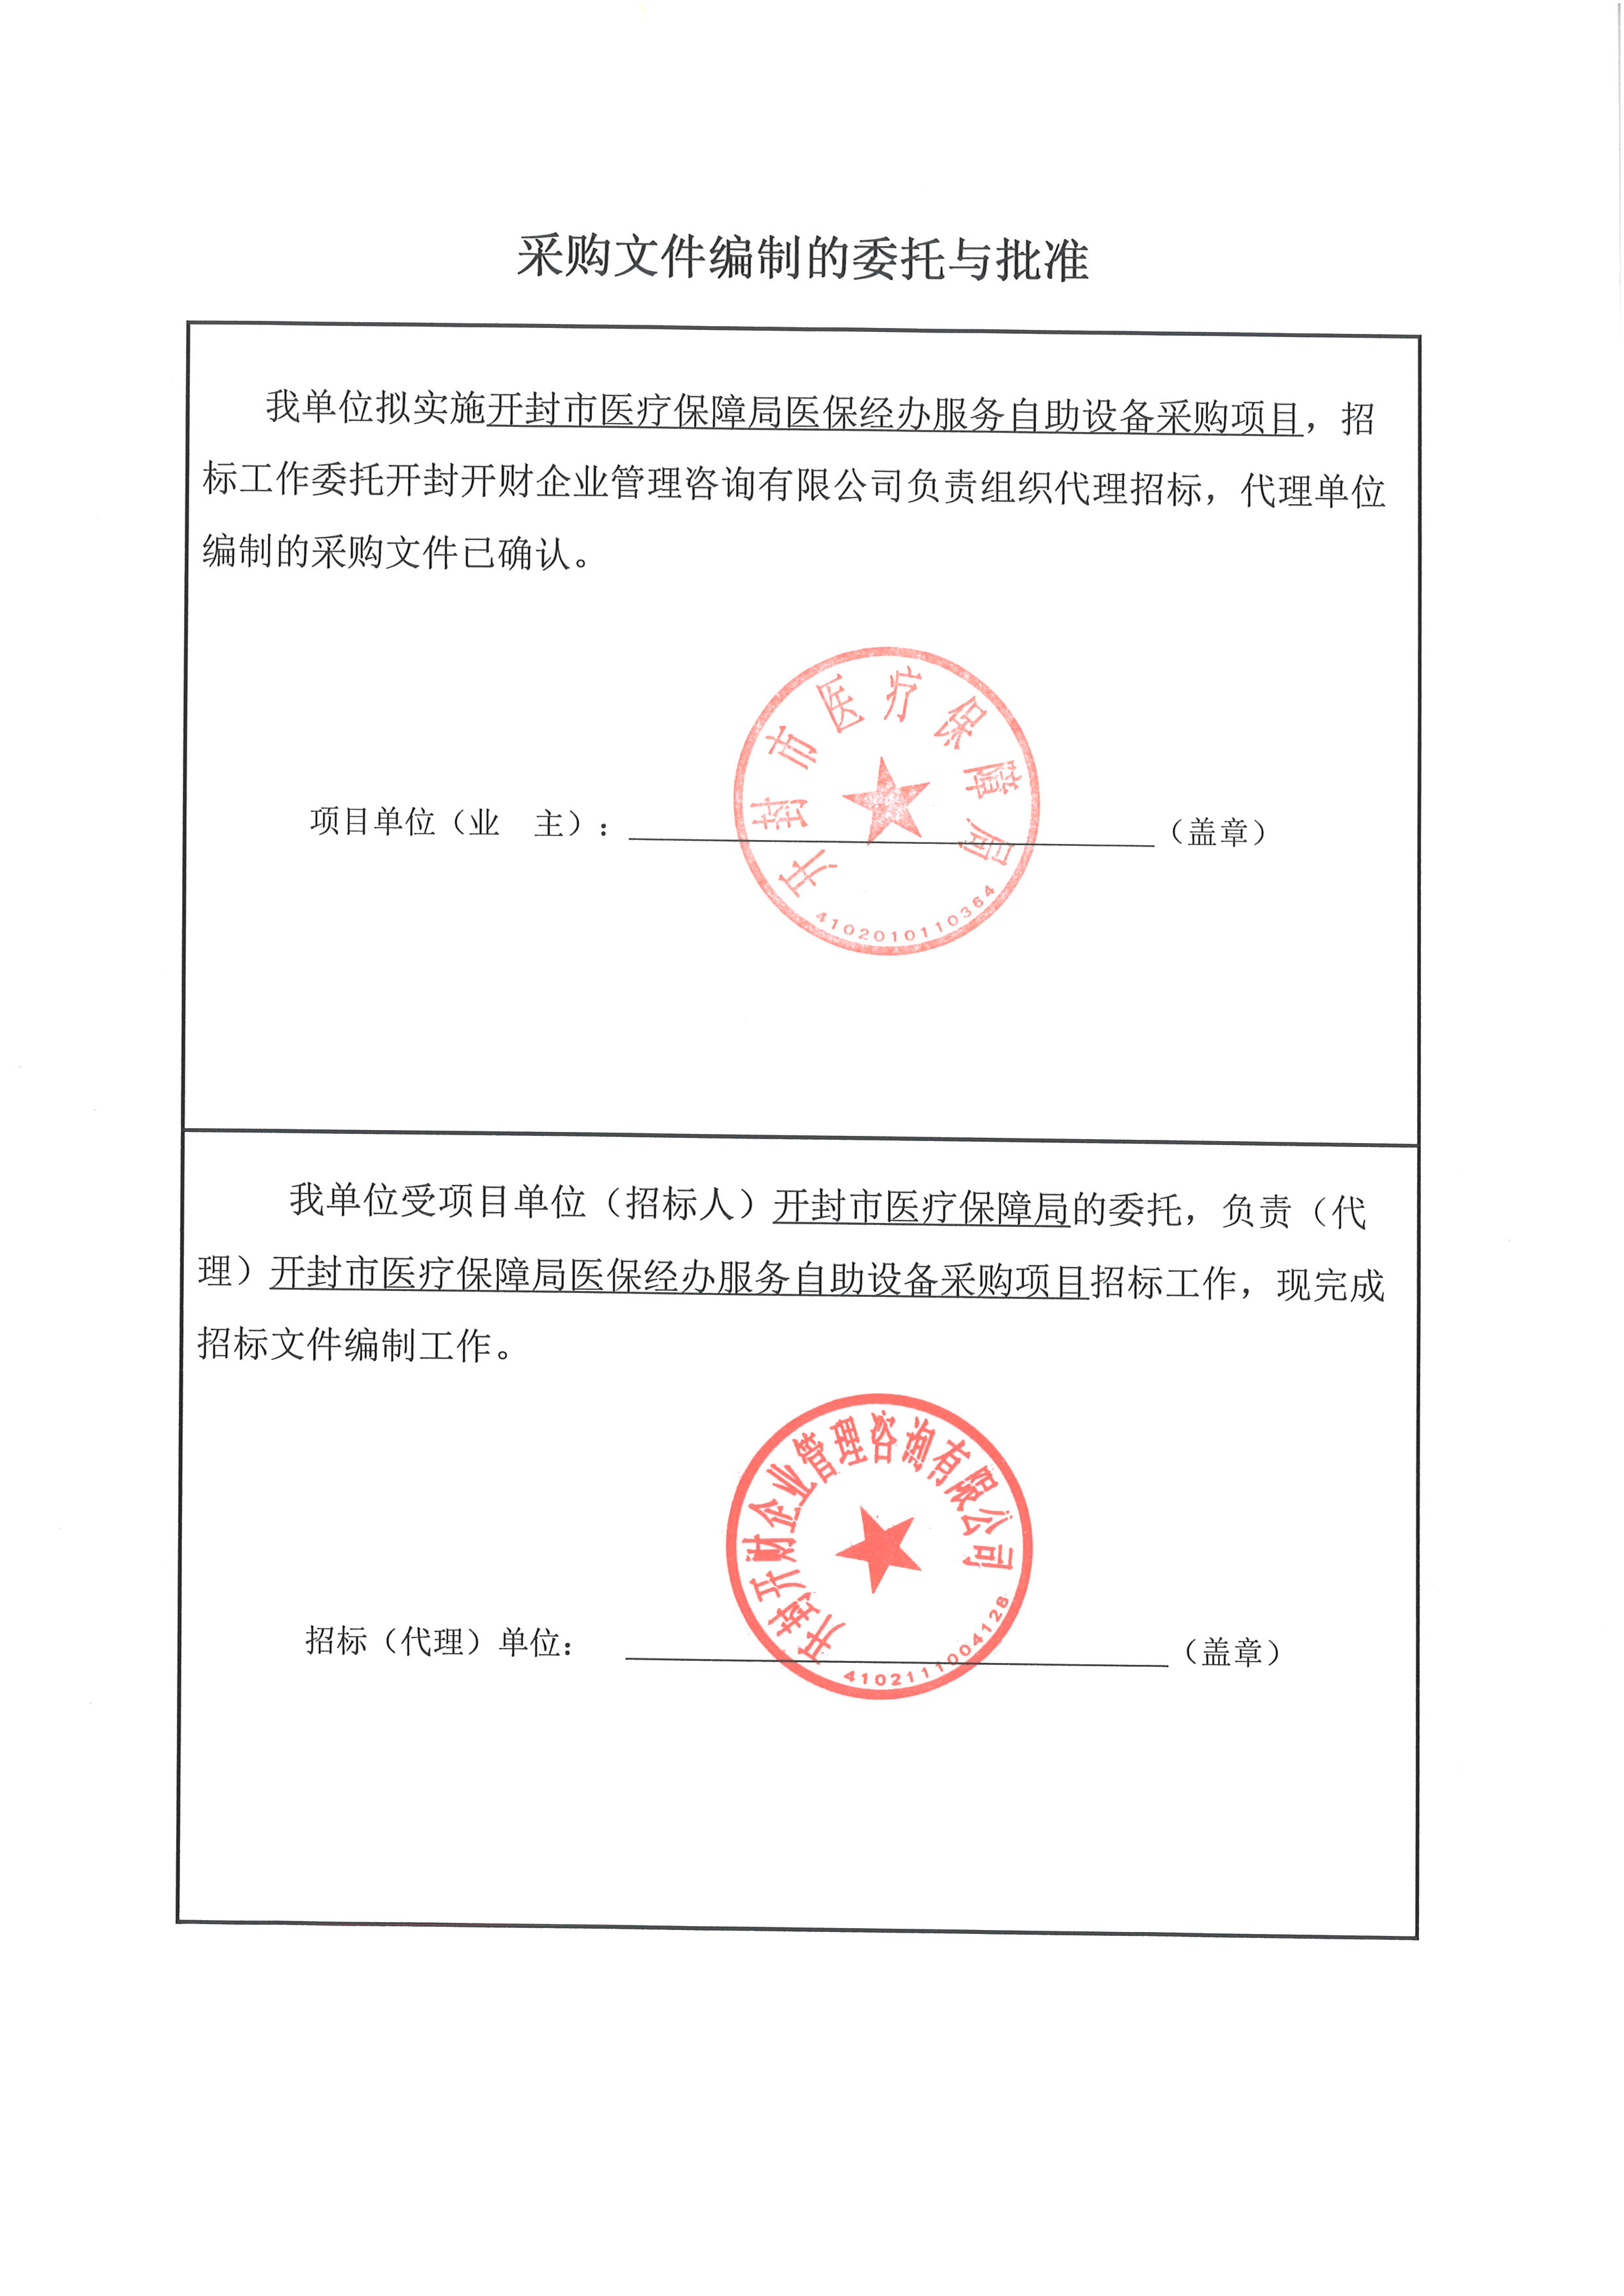 采购文件编制的委托与批准
我单位拟实施开封市医疗保障局医保经办服务自助设备采购项目，招
标工作委托开封开财企业管理咨询有限公司负责组织代理招标，代理单位
编制的采购文件已确认。
开封市医疗保障局
项目单位（业　主）：（盖章）
4102010110364
我单位受项目单位（招标人）开封市医疗保障局的委托，负责（代
理）开封市医疗保障局医保经办服务自助设备采购项目招标工作，现完成
招标文件编制工作。
开封开财企业管理咨询有限公司
招标（代理）单位：（盖章）
4102111004128